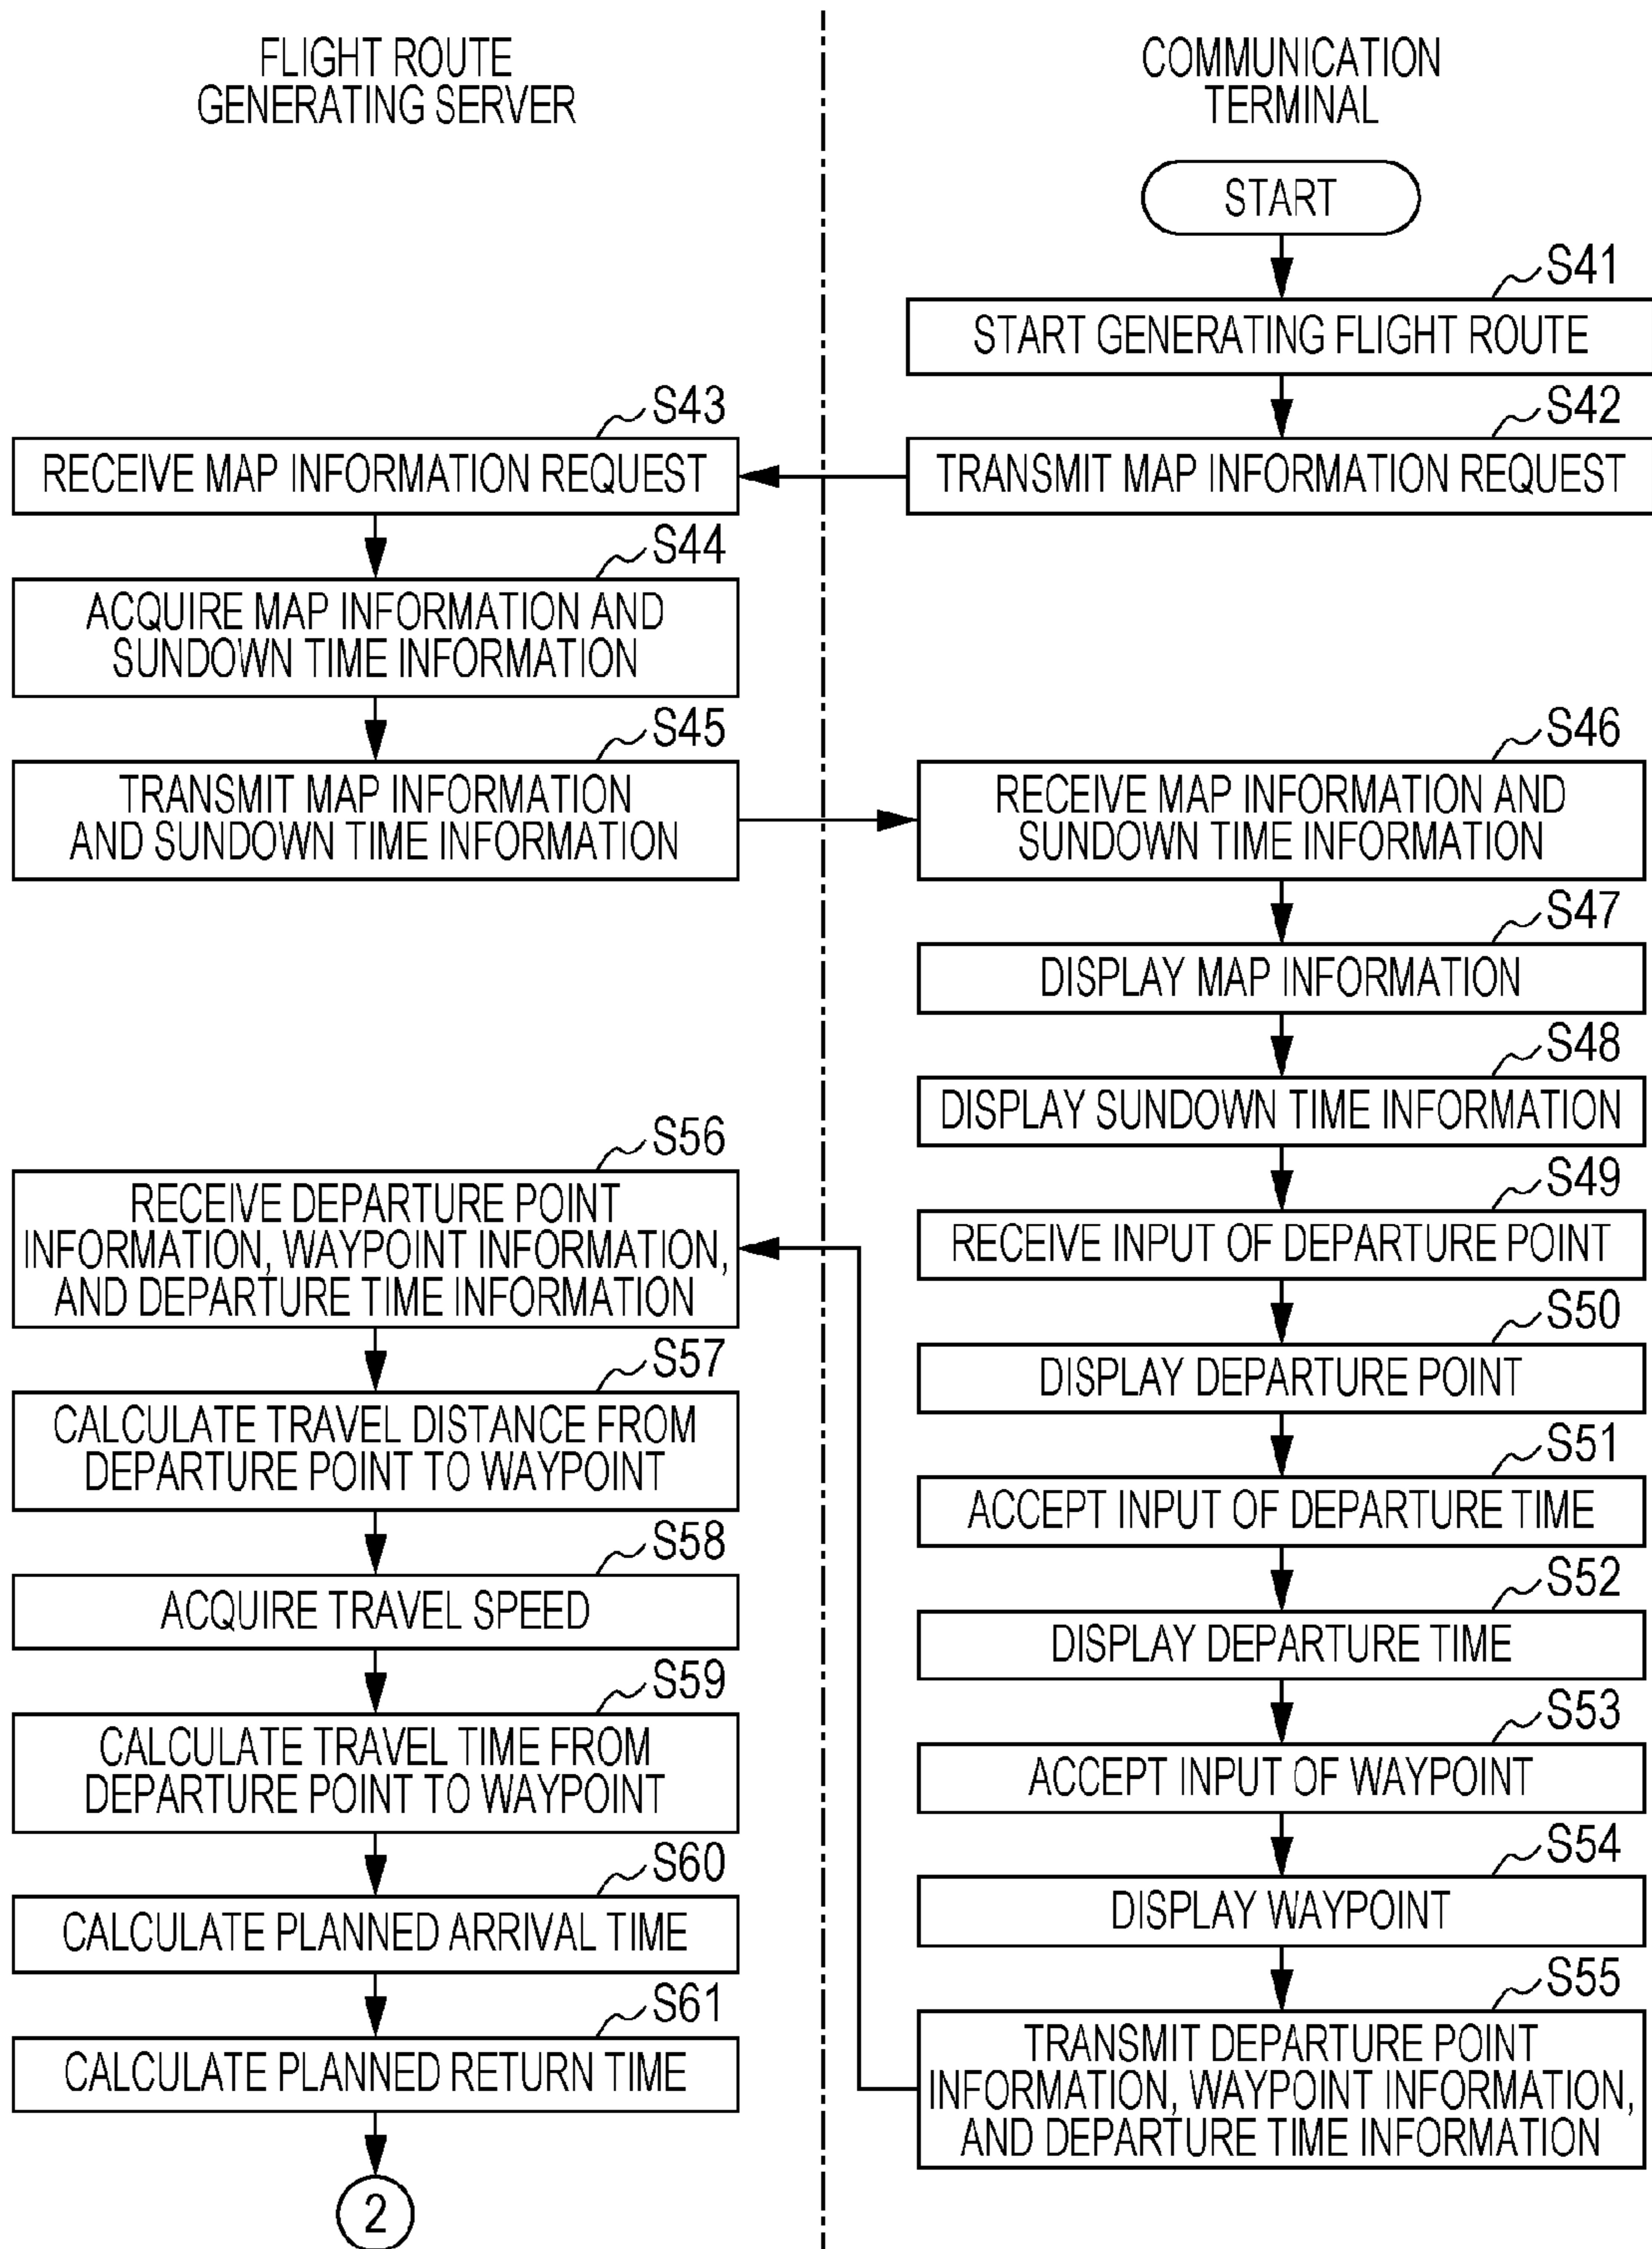 FLIGHT ROUTE
GENERATING SERVER
COMMUNICATION
TERMINAL
START
S41
START GENERATING FLIGHT ROUTE
S42
TRANSMIT MAP INFORMATION REQUEST
S43
RECEIVE MAP INFORMATION REQUEST
S44
ACQUIRE MAP INFORMATION AND
SUNDOWN TIME INFORMATION
S45
TRANSMIT MAP INFORMATION
AND SUNDOWN TIME INFORMATION
S46
RECEIVE MAP INFORMATION AND
SUNDOWN TIME INFORMATION
S47
DISPLAY MAP INFORMATION
S48
DISPLAY SUNDOWN TIME INFORMATION
S49
RECEIVE INPUT OF DEPARTURE POINT
S50
DISPLAY DEPARTURE POINT
S51
ACCEPT INPUT OF DEPARTURE TIME
S52
DISPLAY DEPARTURE TIME
S53
ACCEPT INPUT OF WAYPOINT
S54
DISPLAY WAYPOINT
S55
TRANSMIT DEPARTURE POINT
INFORMATION, WAYPOINT INFORMATION,
AND DEPARTURE TIME INFORMATION
S56
RECEIVE DEPARTURE POINT
INFORMATION, WAYPOINT INFORMATION,
AND DEPARTURE TIME INFORMATION
S57
CALCULATE TRAVEL DISTANCE FROM
DEPARTURE POINT TO WAYPOINT
S58
ACQUIRE TRAVEL SPEED
S59
CALCULATE TRAVEL TIME FROM
DEPARTURE POINT TO WAYPOINT
S60
CALCULATE PLANNED ARRIVAL TIME
S61
CALCULATE PLANNED RETURN TIME
2